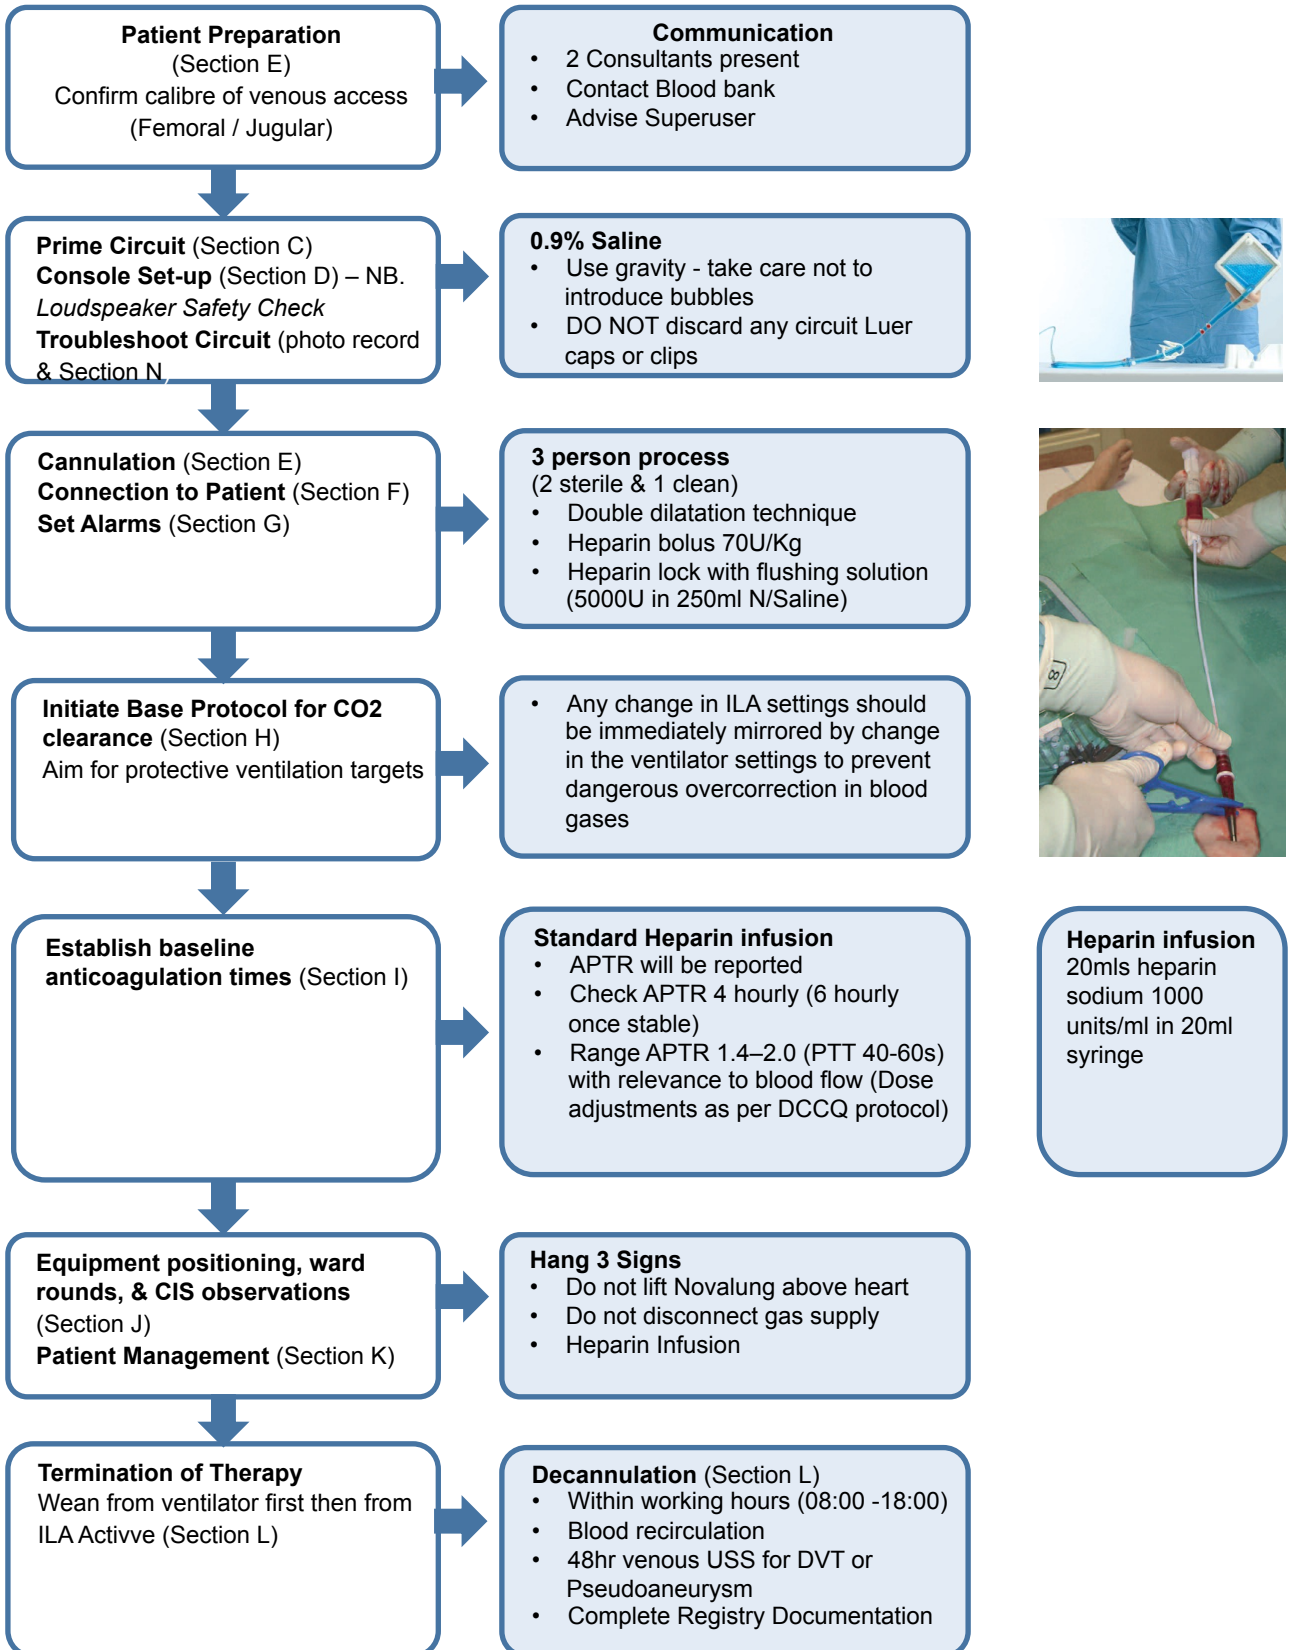 Patient Preparation
(Section E)
Confirm calibre of venous access
(Femoral / Jugular)
Communication
• 2 Consultants present
• Contact Blood bank
• Advise Superuser
Prime Circuit (Section C)
Console Set-up (Section D) – NB.
Loudspeaker Safety Check
Troubleshoot Circuit (photo record
& Section N)
0.9% Saline
• Use gravity - take care not to
introduce bubbles
• DO NOT discard any circuit Luer
caps or clips
Cannulation (Section E)
Connection to Patient (Section F)
Set Alarms (Section G)
3 person process
(2 sterile & 1 clean)
• Double dilatation technique
• Heparin bolus 70U/Kg
• Heparin lock with flushing solution
(5000U in 250ml N/Saline)
8
Initiate Base Protocol for CO2
clearance (Section H)
Aim for protective ventilation targets
• Any change in ILA settings should
be immediately mirrored by change
in the ventilator settings to prevent
dangerous overcorrection in blood
gases
Establish baseline
anticoagulation times (Section I)
Standard Heparin infusion
• APTR will be reported
• Check APTR 4 hourly (6 hourly
once stable)
• Range APTR 1.4–2.0 (PTT 40-60s)
with relevance to blood flow (Dose
adjustments as per DCCQ protocol)
Heparin infusion
20mls heparin
sodium 1000
units/ml in 20ml
syringe
Equipment positioning, ward
rounds, & CIS observations
(Section J)
Patient Management (Section K)
Hang 3 Signs
• Do not lift Novalung above heart
• Do not disconnect gas supply
• Heparin Infusion
Termination of Therapy
Wean from ventilator first then from
ILA Activve (Section L)
Decannulation (Section L)
• Within working hours (08:00 -18:00)
• Blood recirculation
• 48hr venous USS for DVT or
Pseudoaneurysm
• Complete Registry Documentation